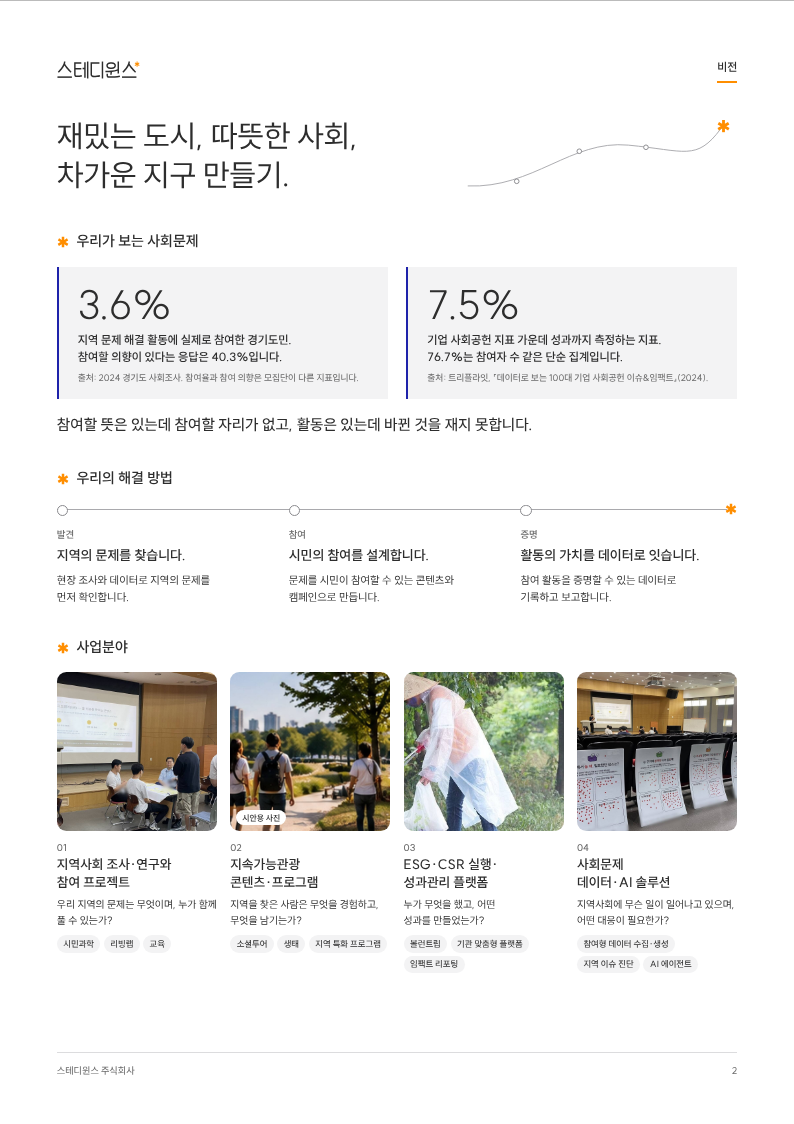 스테디원스*
비전
재밌는 도시, 따뜻한 사회,
차가운 지구 만들기.
✱ 우리가 보는 사회문제
3.6%
지역 문제 해결 활동에 실제로 참여한 경기도민.
참여할 의향이 있다는 응답은 40.3%입니다.
출처: 2024 경기도 사회조사. 참여율과 참여 의향은 모집단이 다른 지표입니다.
7.5%
기업 사회공헌 지표 가운데 성과까지 측정하는 지표.
76.7%는 참여자 수 같은 단순 집계입니다.
출처: 트리플라잇, 「데이터로 보는 100대 기업 사회공헌 이슈&임팩트」(2024).
참여할 뜻은 있는데 참여할 자리가 없고, 활동은 있는데 바뀐 것을 재지 못합니다.
✱ 우리의 해결 방법
발견
지역의 문제를 찾습니다.
현장 조사와 데이터로 지역의 문제를
먼저 확인합니다.
참여
시민의 참여를 설계합니다.
문제를 시민이 참여할 수 있는 콘텐츠와
캠페인으로 만듭니다.
증명
활동의 가치를 데이터로 잇습니다.
참여 활동을 증명할 수 있는 데이터로
기록하고 보고합니다.
✱ 사업분야
시안용 사진
01
지역사회 조사·연구와
참여 프로젝트
우리 지역의 문제는 무엇이며, 누가 함께
풀 수 있는가?
시민과학 리빙랩 교육
02
지속가능관광
콘텐츠·프로그램
지역을 찾은 사람은 무엇을 경험하고,
무엇을 남기는가?
소셜투어 생태 지역 특화 프로그램
03
ESG·CSR 실행·
성과관리 플랫폼
누가 무엇을 했고, 어떤
성과를 만들었는가?
볼런트립 기관 맞춤형 플랫폼
임팩트 리포팅
04
사회문제
데이터·AI 솔루션
지역사회에 무슨 일이 일어나고 있으며,
어떤 대응이 필요한가?
참여형 데이터 수집·생성
지역 이슈 진단 AI 에이전트
스테디원스 주식회사
2